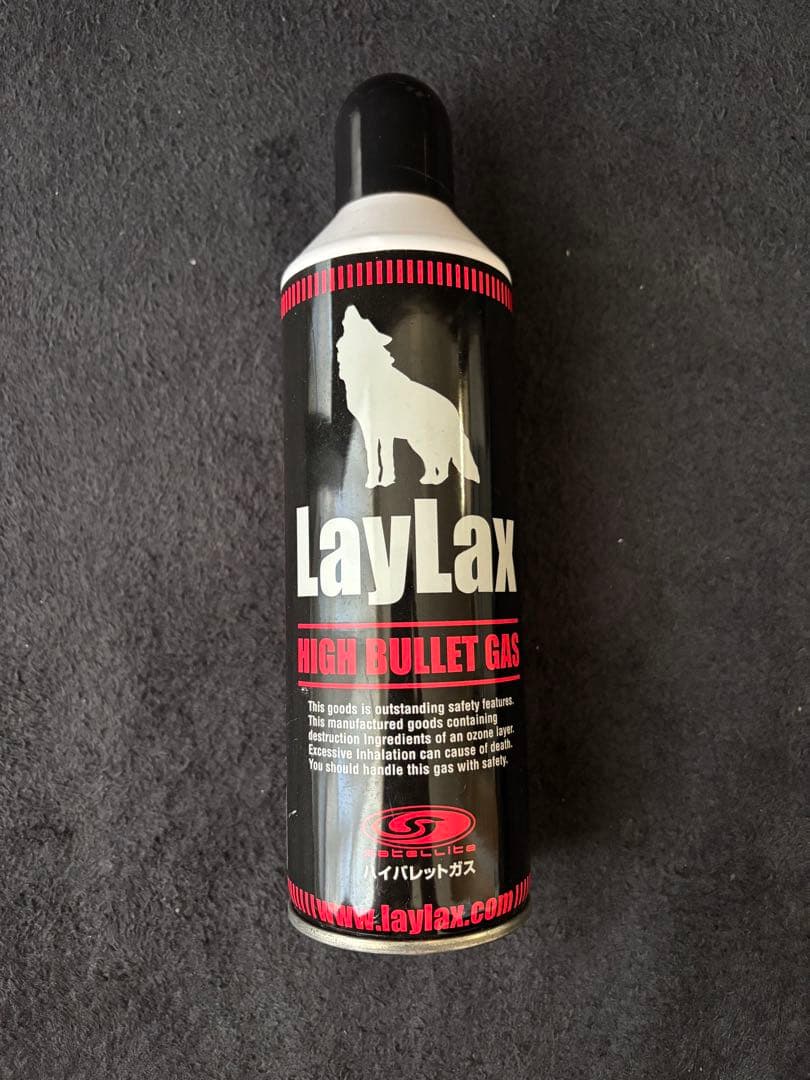 LayLax
HIGH BULLET GAS
This goods is outstanding safety features.
This manufactured goods containing
destruction Ingredients of an ozone layer.
Excessive Inhalation can cause of death.
You should handle this gas with safety.
satellite
ハイバレットガス
www.laylax.com